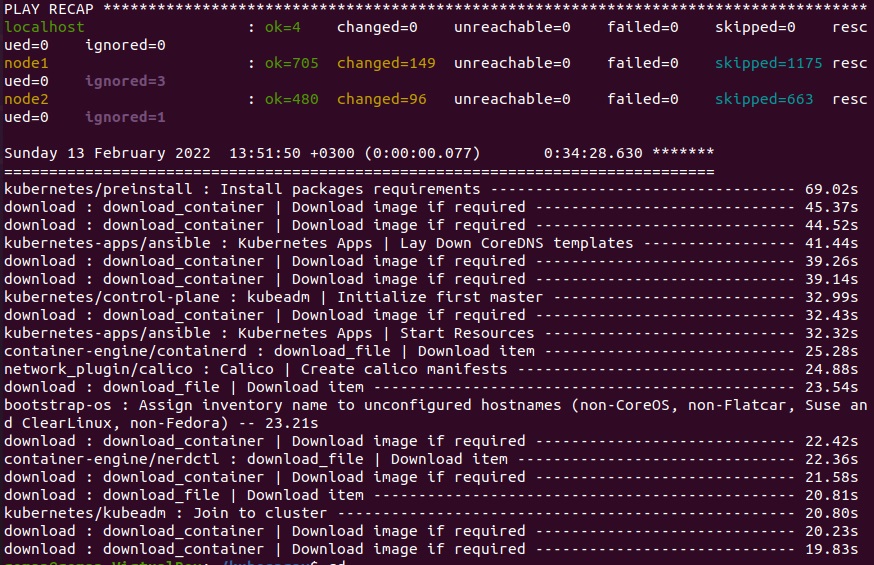 PLAY RECAP *************************************************************************************
localhost                  : ok=4    changed=0    unreachable=0    failed=0    skipped=0    resc
ued=0    ignored=0
node1                      : ok=705  changed=149  unreachable=0    failed=0    skipped=1175 resc
ued=0    ignored=3
node2                      : ok=480  changed=96   unreachable=0    failed=0    skipped=663  resc
ued=0    ignored=1
Sunday 13 February 2022  13:51:50 +0300 (0:00:00.077)       0:34:28.630 *******
===============================================================================
kubernetes/preinstall : Install packages requirements ---------------------------------- 69.02s
download : download_container | Download image if required ----------------------------- 45.37s
download : download_container | Download image if required ----------------------------- 44.52s
kubernetes-apps/ansible : Kubernetes Apps | Lay Down CoreDNS templates ----------------- 41.44s
download : download_container | Download image if required ----------------------------- 39.26s
download : download_container | Download image if required ----------------------------- 39.14s
kubernetes/control-plane : kubeadm | Initialize first master --------------------------- 32.99s
download : download_container | Download image if required ----------------------------- 32.43s
kubernetes-apps/ansible : Kubernetes Apps | Start Resources ---------------------------- 32.32s
container-engine/containerd : download_file | Download item ---------------------------- 25.28s
network_plugin/calico : Calico | Create calico manifests ------------------------------- 24.88s
download : download_file | Download item ----------------------------------------------- 23.54s
bootstrap-os : Assign inventory name to unconfigured hostnames (non-CoreOS, non-Flatcar, Suse an
d ClearLinux, non-Fedora) -- 23.21s
download : download_container | Download image if required ----------------------------- 22.42s
container-engine/nerdctl : download_file | Download item ------------------------------- 22.36s
download : download_container | Download image if required ----------------------------- 21.58s
download : download_file | Download item ----------------------------------------------- 20.81s
kubernetes/kubeadm : Join to cluster --------------------------------------------------- 20.80s
download : download_container | Download image if required ----------------------------- 20.23s
download : download_container | Download image if required ----------------------------- 19.83s